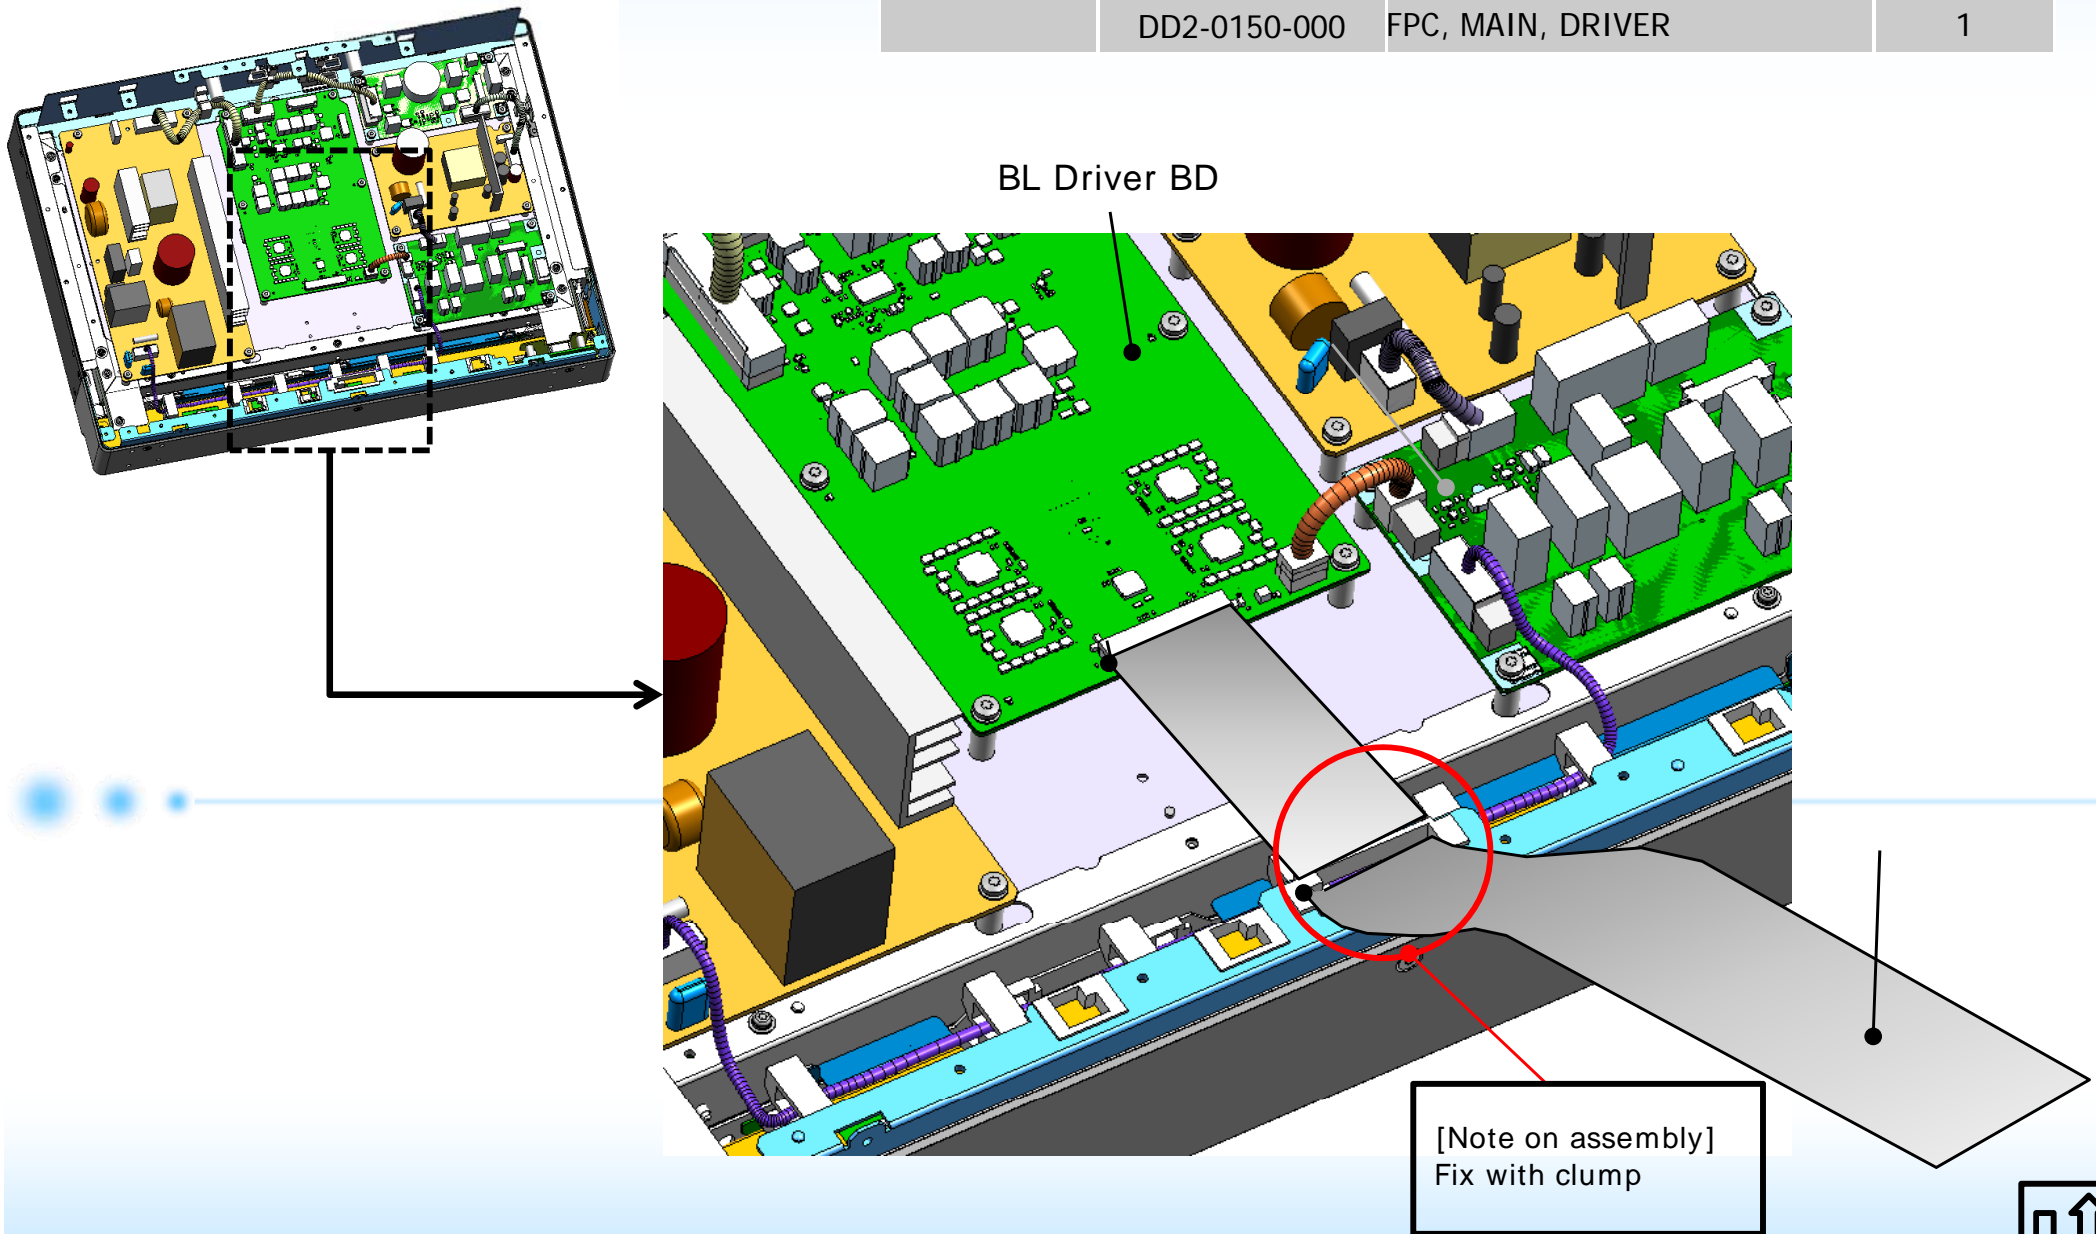 DD2-0150-000 FPC, MAIN, DRIVER 1
BL Driver BD
[Note on assembly]
Fix with clump